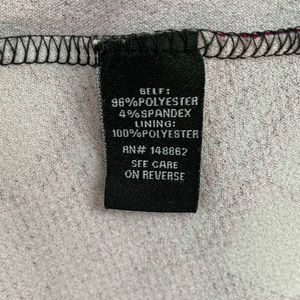 SELF:
96%POLYESTER
4%SPANDEX
LINING:
100%POLYESTER
RN# 148862
SEE CARE
ON REVERSE